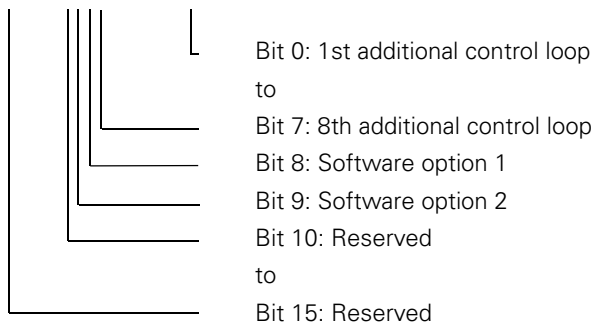 Bit 0: 1st additional control loop
to
Bit 7: 8th additional control loop
Bit 8: Software option 1
Bit 9: Software option 2
Bit 10: Reserved
to
Bit 15: Reserved